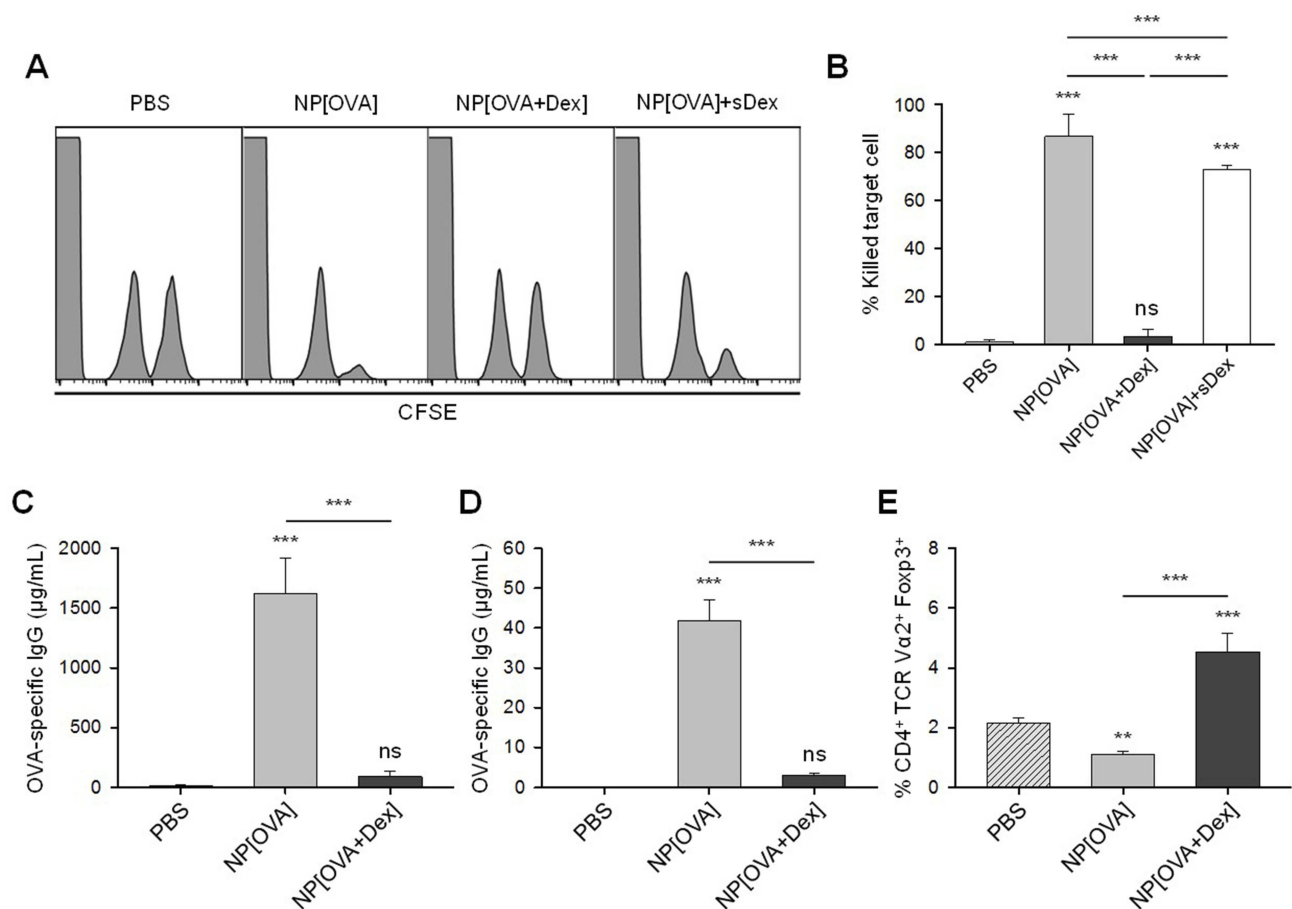 A
PBS
NP[OVA]
NP[OVA+Dex]
NP[OVA]+sDex
CFSE
B
***
*** ***
***
***
ns
% Killed target cell
100
80
60
40
20
0
PBS
NP[OVA]
NP[OVA+Dex]
NP[OVA]+sDex
C
***
***
ns
OVA-specific IgG (µg/mL)
2000
1500
1000
500
0
PBS
NP[OVA]
NP[OVA+Dex]
D
***
***
ns
OVA-specific IgG (µg/mL)
60
50
40
30
20
10
0
PBS
NP[OVA]
NP[OVA+Dex]
E
***
***
**
% CD4⁺ TCR Vα2⁺ Foxp3⁺
8
6
4
2
0
PBS
NP[OVA]
NP[OVA+Dex]